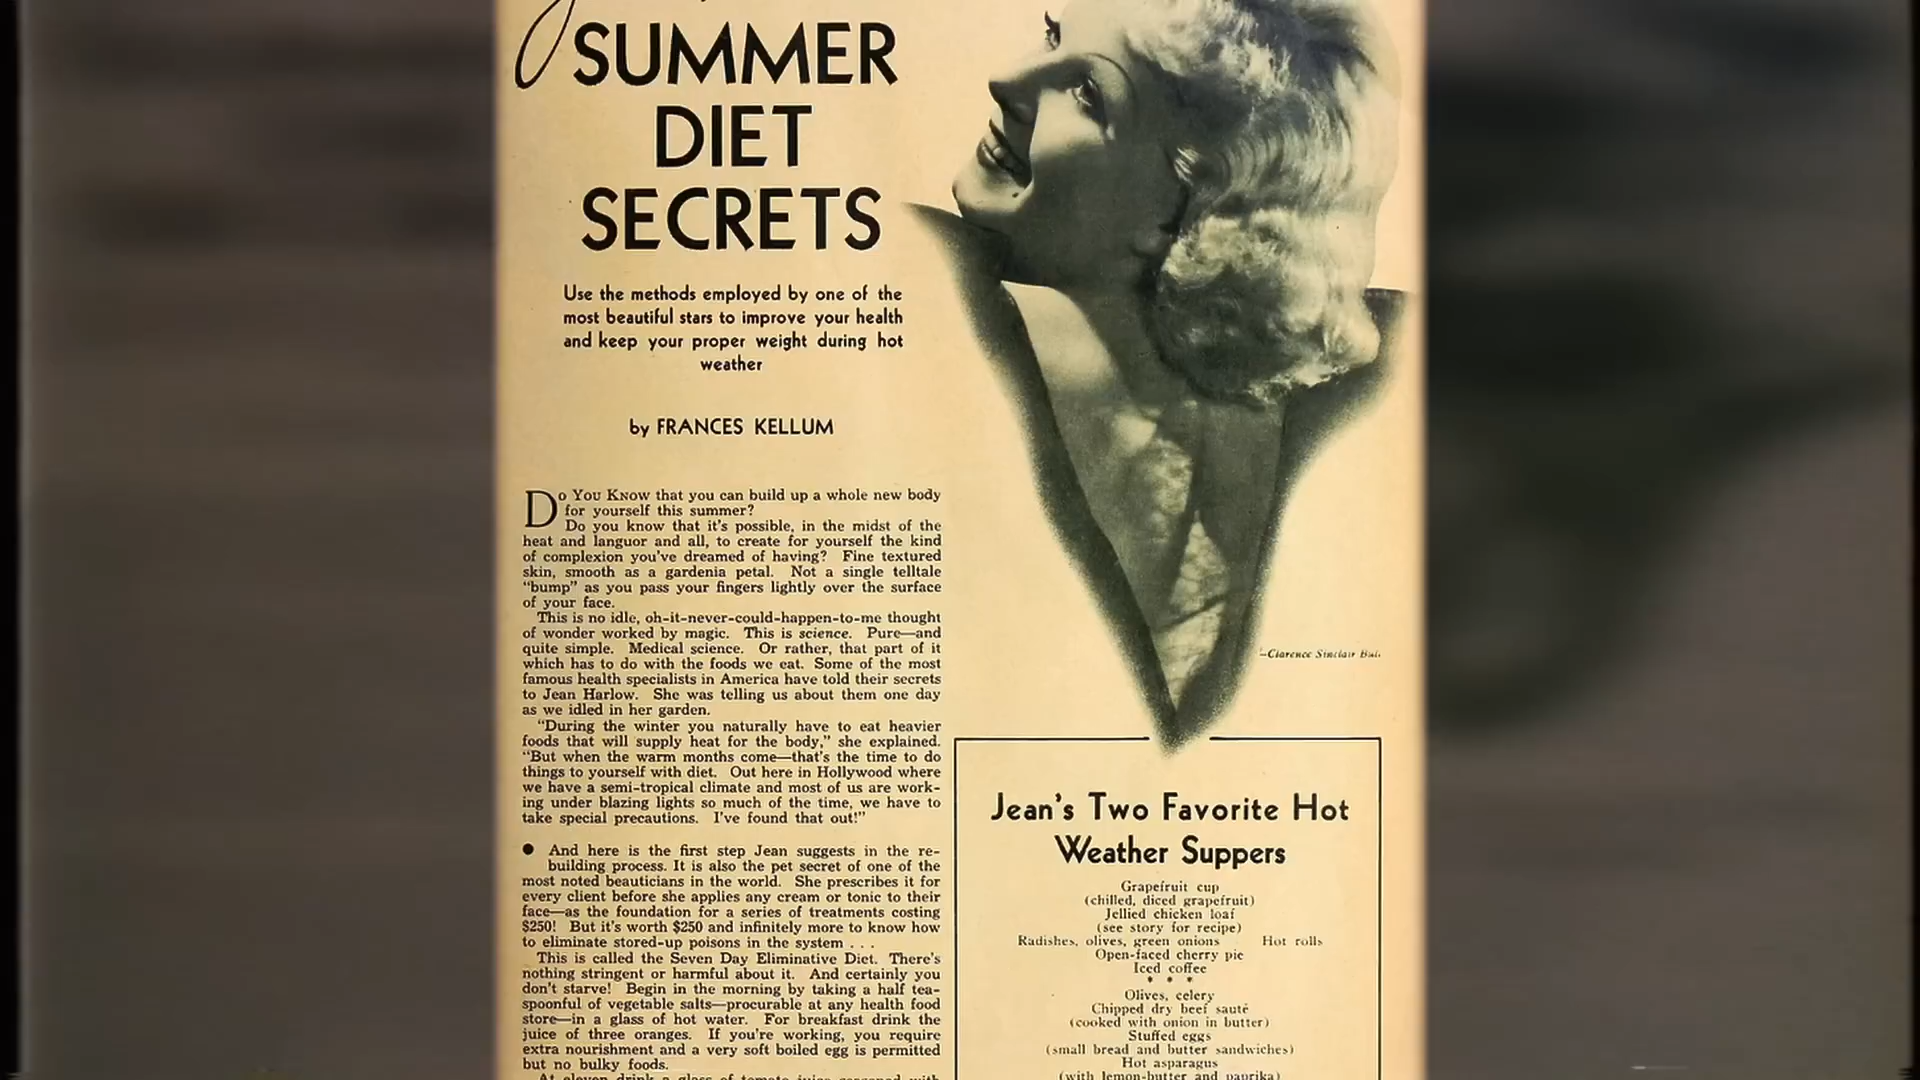 SUMMER
DIET
SECRETS
Use the methods employed by one of the
most beautiful stars to improve your health
and keep your proper weight during hot
weather
by FRANCES KELLUM
Do You Know that you can build up a whole new body
for yourself this summer?
Do you know that it's possible, in the midst of the
heat and languor and all, to create for yourself the kind
of complexion you've dreamed of having? Fine textured
skin, smooth as a gardenia petal. Not a single telltale
"bump" as you pass your fingers lightly over the surface
of your face.
This is no idle, oh-it-never-could-happen-to-me thought
of wonder worked by magic. This is science. Pure—and
quite simple. Medical science. Or rather, that part of it
which has to do with the foods we eat. Some of the most
famous health specialists in America have told their secrets
to Jean Harlow. She was telling us about them one day
as we idled in her garden.
"During the winter you naturally have to eat heavier
foods that will supply heat for the body," she explained.
"But when the warm months come—that's the time to do
things to yourself with diet. Out here in Hollywood where
we have a semi-tropical climate and most of us are work-
ing under blazing lights so much of the time, we have to
take special precautions. I've found that out!"
● And here is the first step Jean suggests in the re-
building process. It is also the pet secret of one of the
most noted beauticians in the world. She prescribes it for
every client before she applies any cream or tonic to their
face—as the foundation for a series of treatments costing
$250! But it's worth $250 and infinitely more to know how
to eliminate stored-up poisons in the system . . .
This is called the Seven Day Eliminative Diet. There's
nothing stringent or harmful about it. And certainly you
don't starve! Begin in the morning by taking a half tea-
spoonful of vegetable salts—procurable at any health food
store—in a glass of hot water. For breakfast drink the
juice of three oranges. If you're working, you require
extra nourishment and a very soft boiled egg is permitted
but no bulky foods.
At eleven drink a glass of tomato juice seasoned with
—Clarence Sinclair
Jean's Two Favorite Hot
Weather Suppers
Grapefruit cup
(chilled, diced grapefruit)
Jellied chicken loaf
(see story for recipe)
Radishes, olives, green onions Hot rolls
Open-faced cherry pie
Iced coffee
* * *
Olives, celery
Chipped dry beef sauté
(cooked with onion in butter)
Stuffed eggs
(small bread and butter sandwiches)
Hot asparagus
(with lemon-butter and paprika)